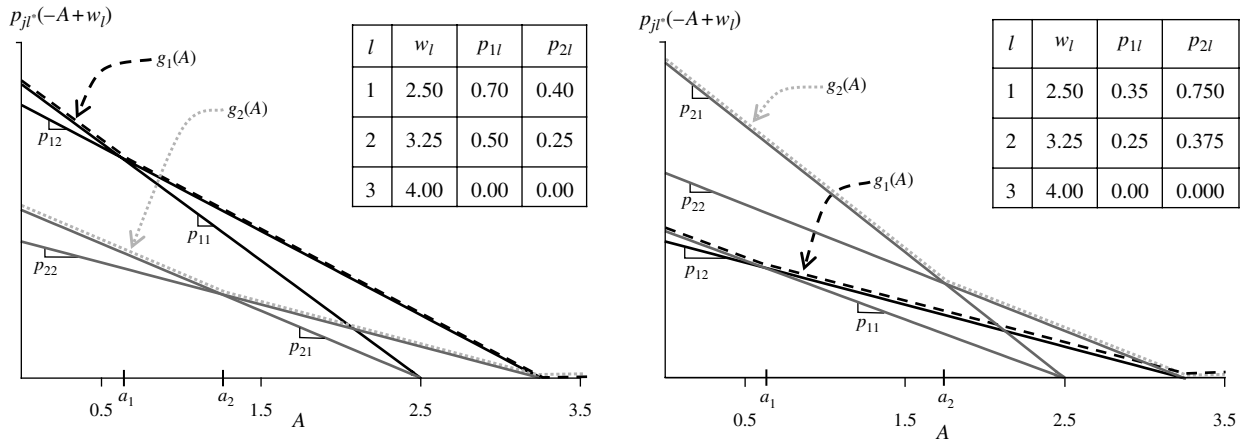 p_{jl*}(–A + w_l)
g_1(A)
g_2(A)
p_{12}
p_{11}
p_{22}
p_{21}
l w_l p_{1l} p_{2l}
1 2.50 0.70 0.40
2 3.25 0.50 0.25
3 4.00 0.00 0.00
0.5 a_1 a_2 1.5 2.5 3.5
A
p_{jl*}(–A + w_l)
p_{21}
g_2(A)
p_{22}
g_1(A)
p_{12}
p_{11}
l w_l p_{1l} p_{2l}
1 2.50 0.35 0.750
2 3.25 0.25 0.375
3 4.00 0.00 0.000
0.5 a_1 1.5 a_2 2.5 3.5
A